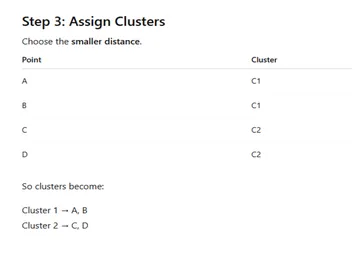 Step 3: Assign Clusters
Choose the smaller distance.
Point Cluster
A C1
B C1
C C2
D C2
So clusters become:
Cluster 1 → A, B
Cluster 2 → C, D